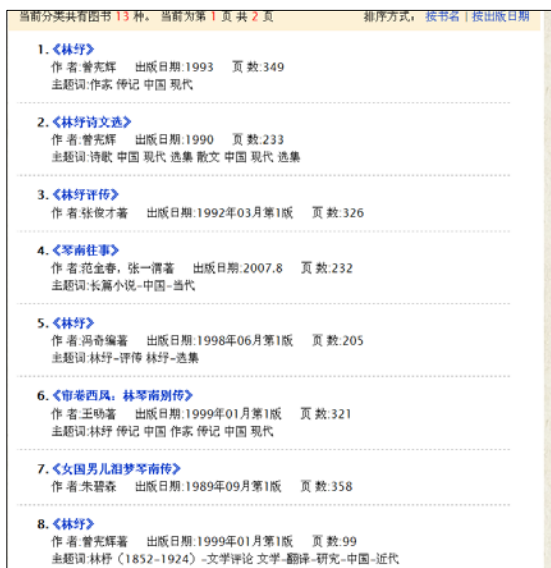 当前分类共有图书 13 种。 当前为第 1 页 共 2 页 排序方式： 按书名 | 按出版日期
1.《林纾》
作 者:曾宪辉 出版日期:1993 页 数:349
主题词:作家 传记 中国 现代
2.《林纾诗文选》
作 者:曾宪辉 出版日期:1990 页 数:233
主题词:诗歌 中国 现代 选集 散文 中国 现代 选集
3.《林纾评传》
作 者:张俊才著 出版日期:1992年03月第1版 页 数:326
4.《琴南往事》
作 者:范金春，张一谓著 出版日期:2007.8 页 数:232
主题词:长篇小说-中国-当代
5.《林纾》
作 者:冯奇编著 出版日期:1998年06月第1版 页 数:205
主题词:林纾-评传 林纾-选集
6.《帘卷西风：林琴南别传》
作 者:王旸著 出版日期:1999年01月第1版 页 数:321
主题词:林纾 传记 中国 作家 传记 中国 现代
7.《女国男儿泪梦琴南传》
作 者:朱碧森 出版日期:1989年09月第1版 页 数:358
8.《林纾》
作 者:曾宪辉著 出版日期:1999年01月第1版 页 数:99
主题词:林杼（1852-1924）-文学评论 文学-翻译-研究-中国-近代